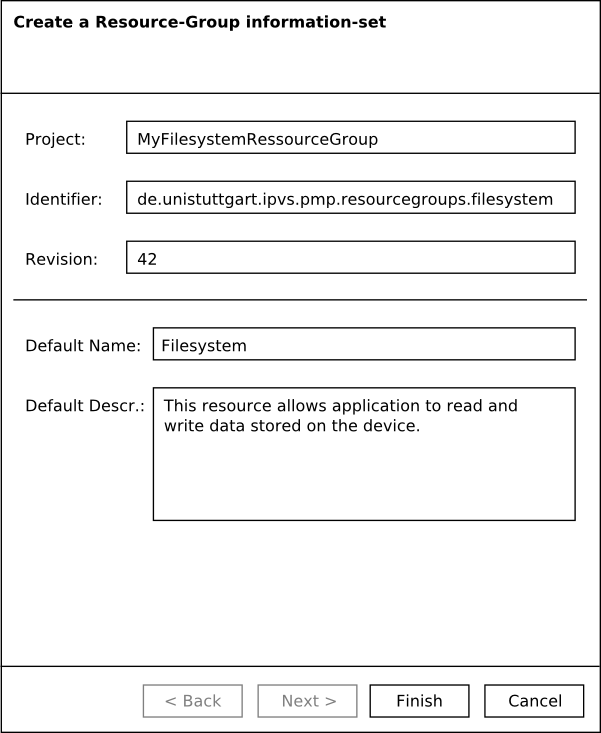 Create a Resource-Group information-set
Project: MyFilesystemRessourceGroup
Identifier: de.unistuttgart.ipvs.pmp.resourcegroups.filesystem
Revision: 42
Default Name: Filesystem
Default Descr.: This resource allows application to read and
write data stored on the device.
< Back Next > Finish Cancel